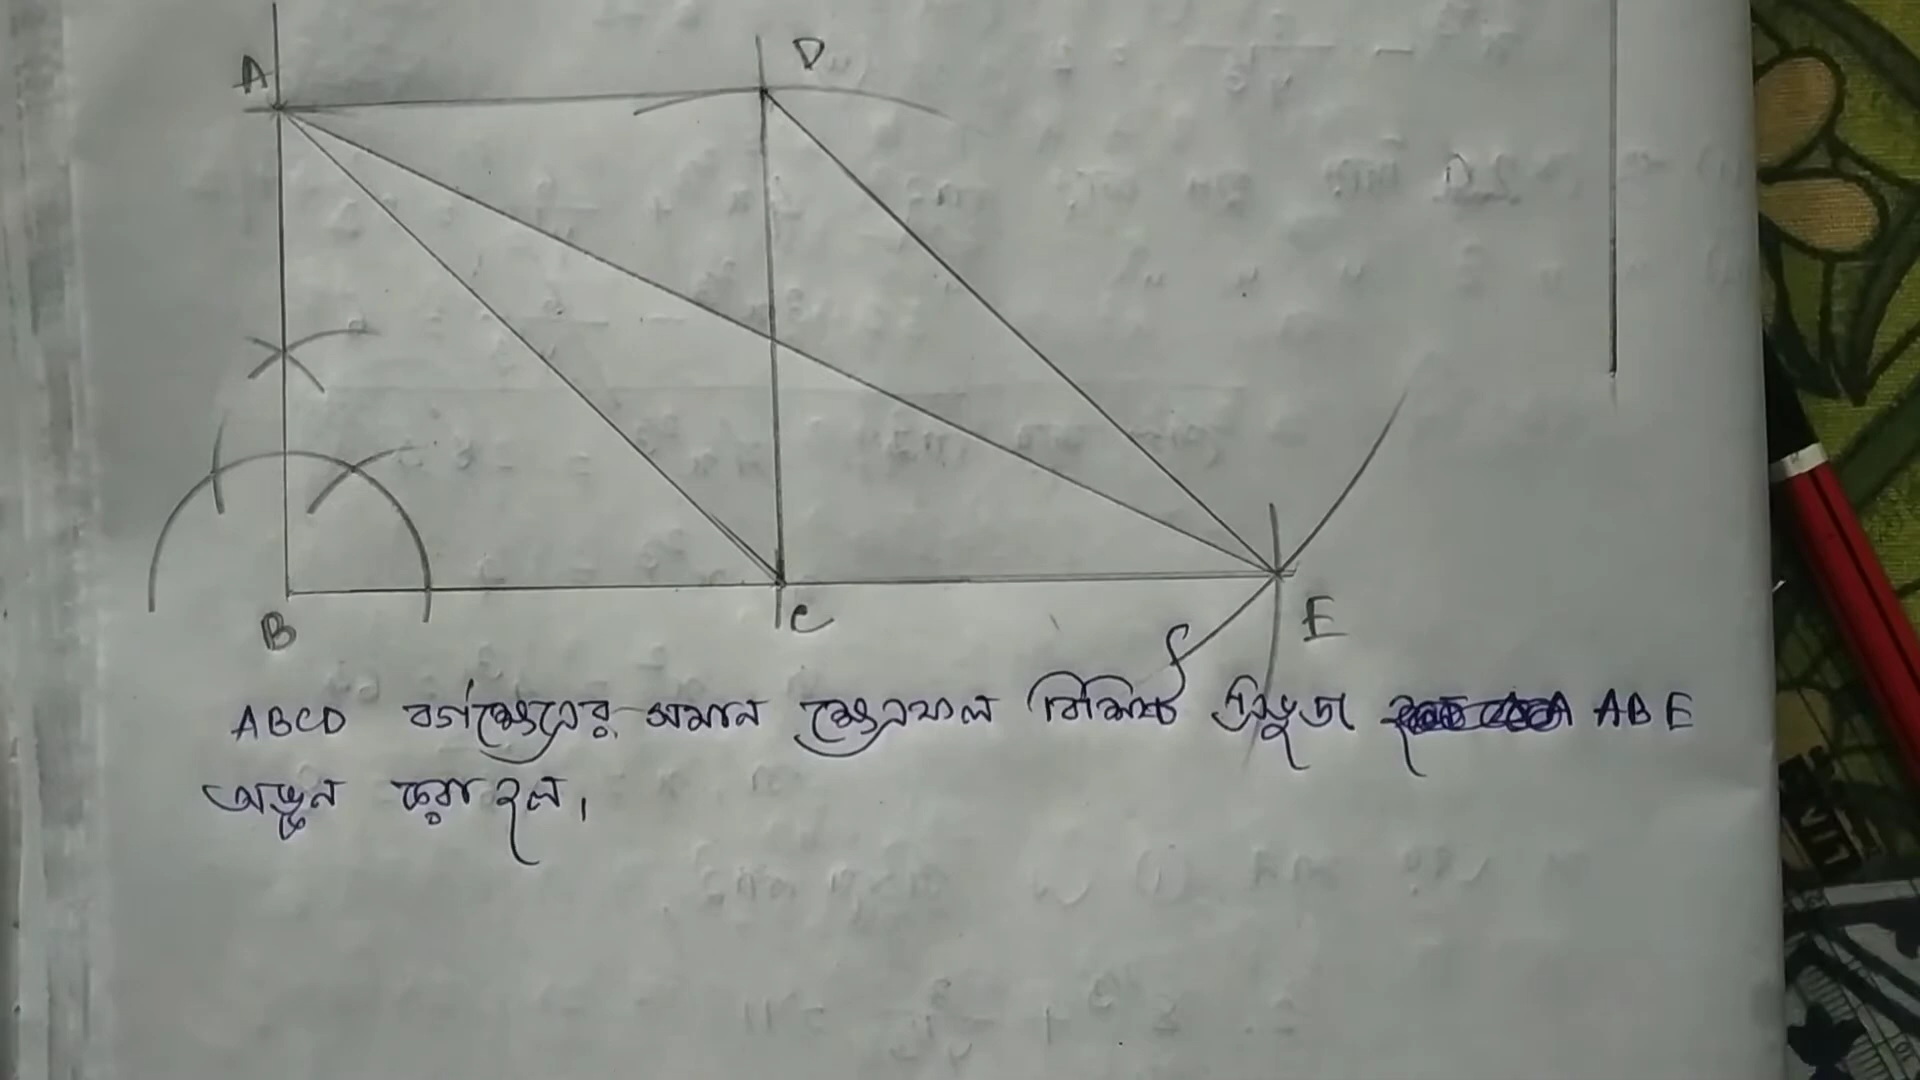 A
D
B
C
E
ABCD বর্গক্ষেত্রের সমান ক্ষেত্রফল বিশিষ্ট ত্রিভুজ ABE
অঙ্কন করা হল।